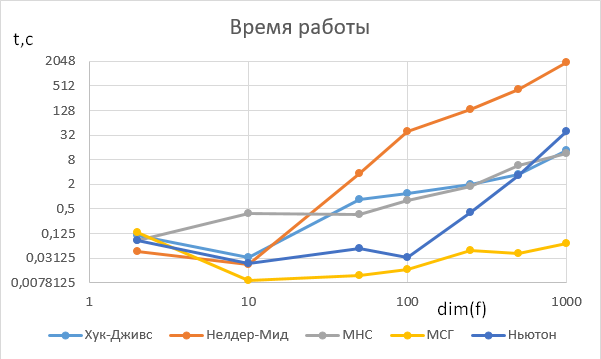 Время работы
t,c
2048
512
128
32
8
2
0,5
0,125
0,03125
0,0078125
1 10 100 1000
dim(f)
Хук-Дживс Нелдер-Мид МНС МСГ Ньютон